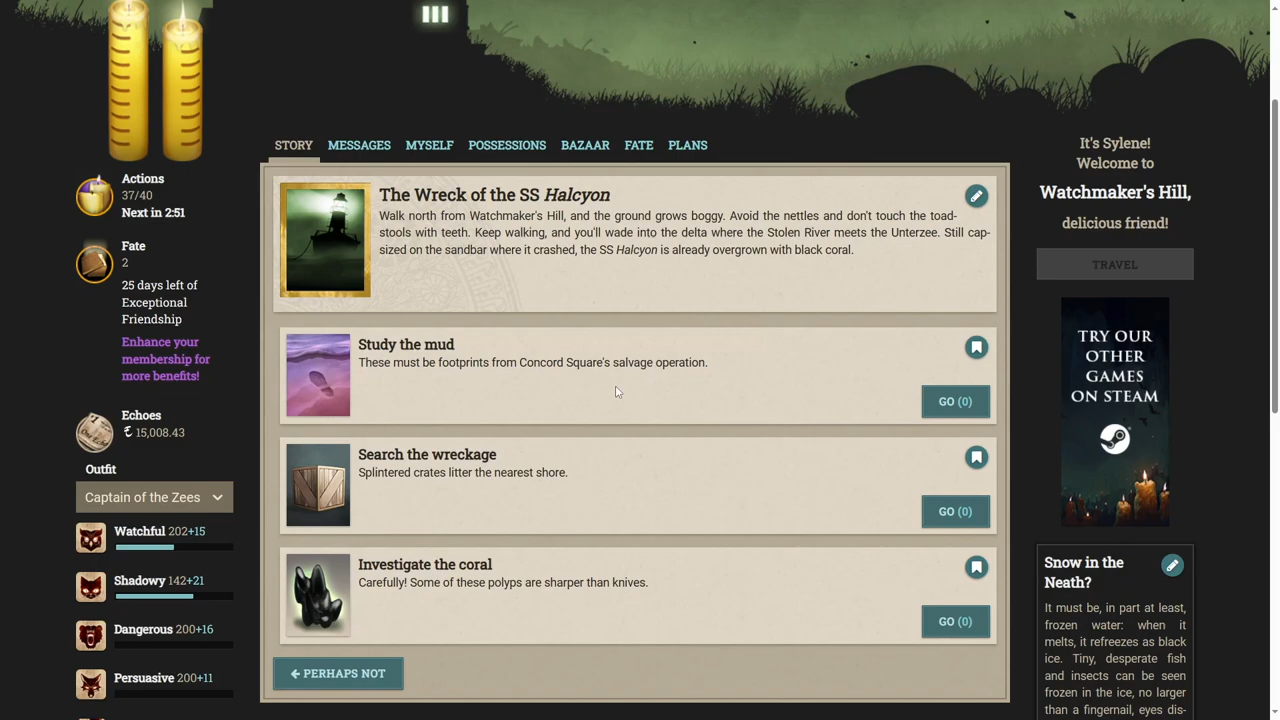 STORY MESSAGES MYSELF POSSESSIONS BAZAAR FATE PLANS
Actions
37/40
Next in 2:51
Fate
2
25 days left of
Exceptional
Friendship
Enhance your
membership for
more benefits!
Echoes
15,008.43
Outfit
Captain of the Zees
Watchful 202+15
Shadowy 142+21
Dangerous 200+16
Persuasive 200+11
The Wreck of the SS Halcyon
Walk north from Watchmaker's Hill, and the ground grows boggy. Avoid the nettles and don't touch the toad-
stools with teeth. Keep walking, and you'll wade into the delta where the Stolen River meets the Unterzee. Still cap-
sized on the sandbar where it crashed, the SS Halcyon is already overgrown with black coral.
Study the mud
These must be footprints from Concord Square's salvage operation.
GO (0)
Search the wreckage
Splintered crates litter the nearest shore.
GO (0)
Investigate the coral
Carefully! Some of these polyps are sharper than knives.
GO (0)
PERHAPS NOT
It's Sylene!
Welcome to
Watchmaker's Hill,
delicious friend!
TRAVEL
TRY OUR
OTHER
GAMES
ON STEAM
Snow in the
Neath?
It must be, in part at least,
frozen water: when it
melts, it refreezes as black
ice. Tiny, desperate fish
and insects can be seen
frozen in the ice, no larger
than a fingernail, eyes dis-